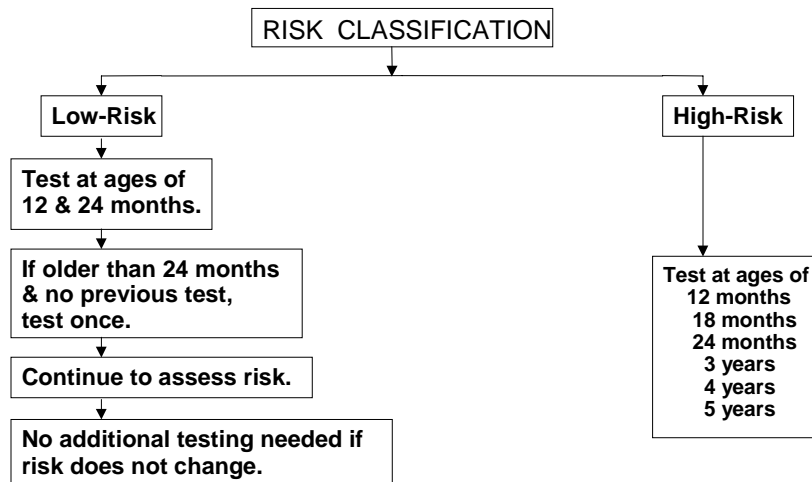 RISK CLASSIFICATION
Low-Risk
Test at ages of
12 & 24 months.
If older than 24 months
& no previous test,
test once.
Continue to assess risk.
No additional testing needed if
risk does not change.
High-Risk
Test at ages of
12 months
18 months
24 months
3 years
4 years
5 years